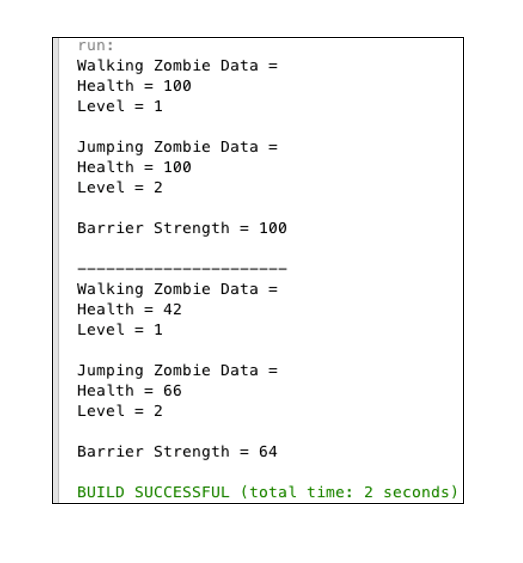 run:
Walking Zombie Data =
Health = 100
Level = 1
Jumping Zombie Data =
Health = 100
Level = 2
Barrier Strength = 100
----------------------
Walking Zombie Data =
Health = 42
Level = 1
Jumping Zombie Data =
Health = 66
Level = 2
Barrier Strength = 64
BUILD SUCCESSFUL (total time: 2 seconds)